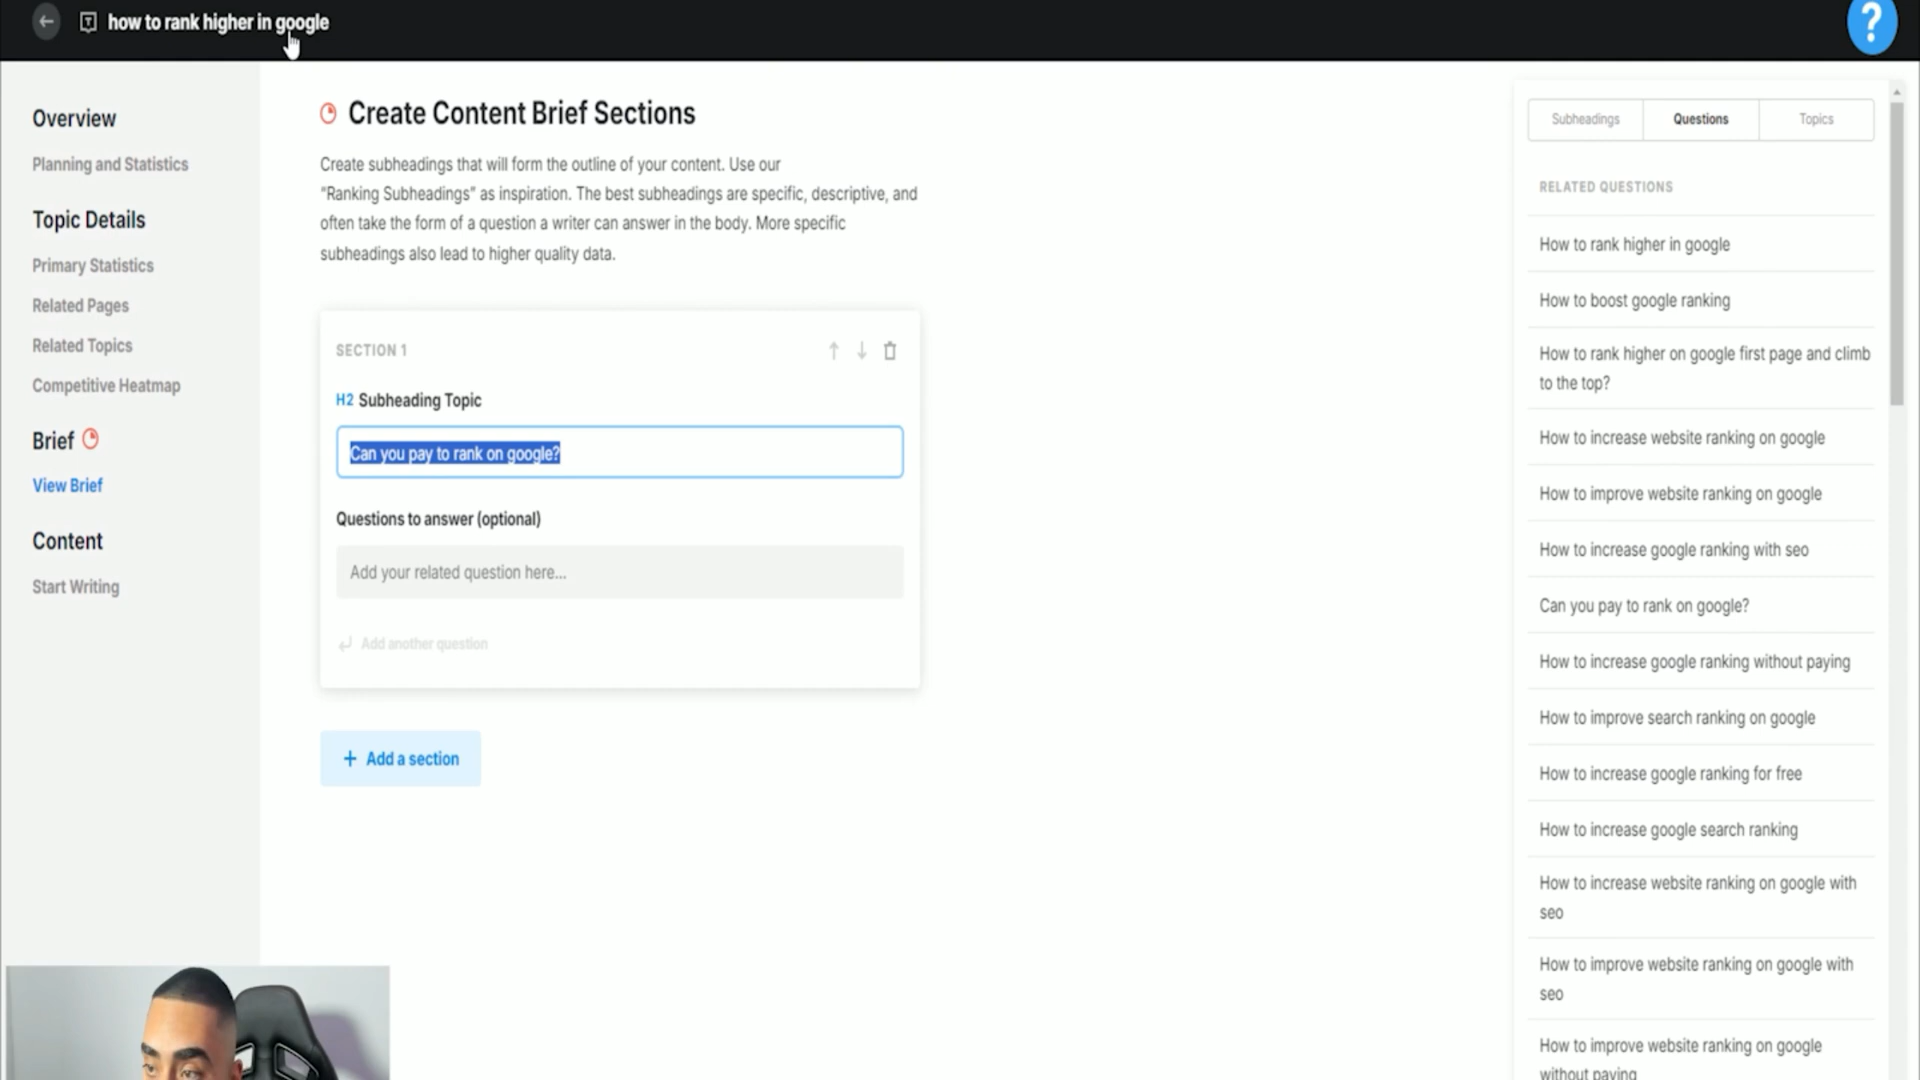 how to rank higher in google
?
Overview
Planning and Statistics
Topic Details
Primary Statistics
Related Pages
Related Topics
Competitive Heatmap
Brief
View Brief
Content
Start Writing
Create Content Brief Sections
Create subheadings that will form the outline of your content. Use our
"Ranking Subheadings" as inspiration. The best subheadings are specific, descriptive, and
often take the form of a question a writer can answer in the body. More specific
subheadings also lead to higher quality data.
SECTION 1
H2 Subheading Topic
Can you pay to rank on google?
Questions to answer (optional)
Add your related question here...
Add another question
+ Add a section
Subheadings
Questions
Topics
RELATED QUESTIONS
How to rank higher in google
How to boost google ranking
How to rank higher on google first page and climb
to the top?
How to increase website ranking on google
How to improve website ranking on google
How to increase google ranking with seo
Can you pay to rank on google?
How to increase google ranking without paying
How to improve search ranking on google
How to increase google ranking for free
How to increase google search ranking
How to increase website ranking on google with
seo
How to improve website ranking on google with
seo
How to improve website ranking on google
without paying